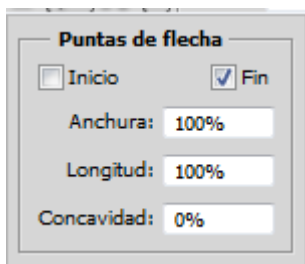 Puntas de flecha
Inicio Fin
Anchura: 100%
Longitud: 100%
Concavidad: 0%